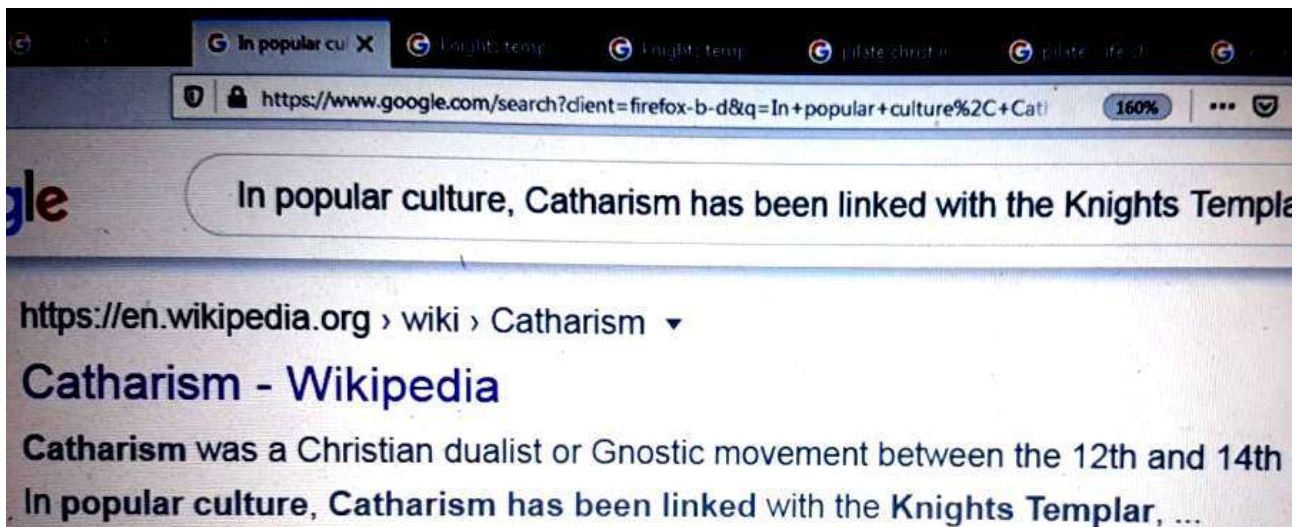 In popular cu
pilate christ
https://www.google.com/search?client=firefox-b-d&q=In+popular+culture%2C+Cat
160%
gle
In popular culture, Catharism has been linked with the Knights Templa
https://en.wikipedia.org › wiki › Catharism
Catharism - Wikipedia
Catharism was a Christian dualist or Gnostic movement between the 12th and 14th
In popular culture, Catharism has been linked with the Knights Templar, ...